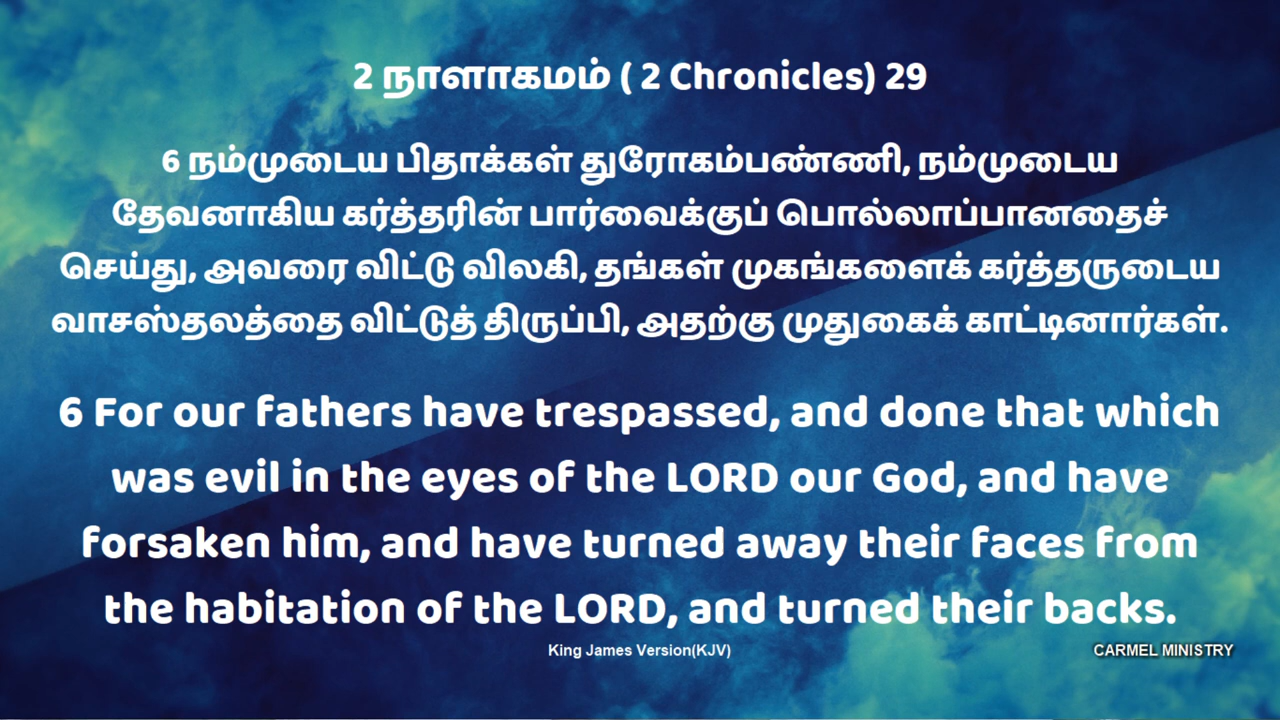 2 நாளாகமம் ( 2 Chronicles) 29
6 நம்முடைய பிதாக்கள் துரோகம்பண்ணி, நம்முடைய
தேவனாகிய கர்த்தரின் பார்வைக்குப் பொல்லாப்பானதைச்
செய்து, அவரை விட்டு விலகி, தங்கள் முகங்களைக் கர்த்தருடைய
வாசஸ்தலத்தை விட்டுத் திருப்பி, அதற்கு முதுகைக் காட்டினார்கள்.
6 For our fathers have trespassed, and done that which
was evil in the eyes of the LORD our God, and have
forsaken him, and have turned away their faces from
the habitation of the LORD, and turned their backs.
King James Version(KJV)
CARMEL MINISTRY